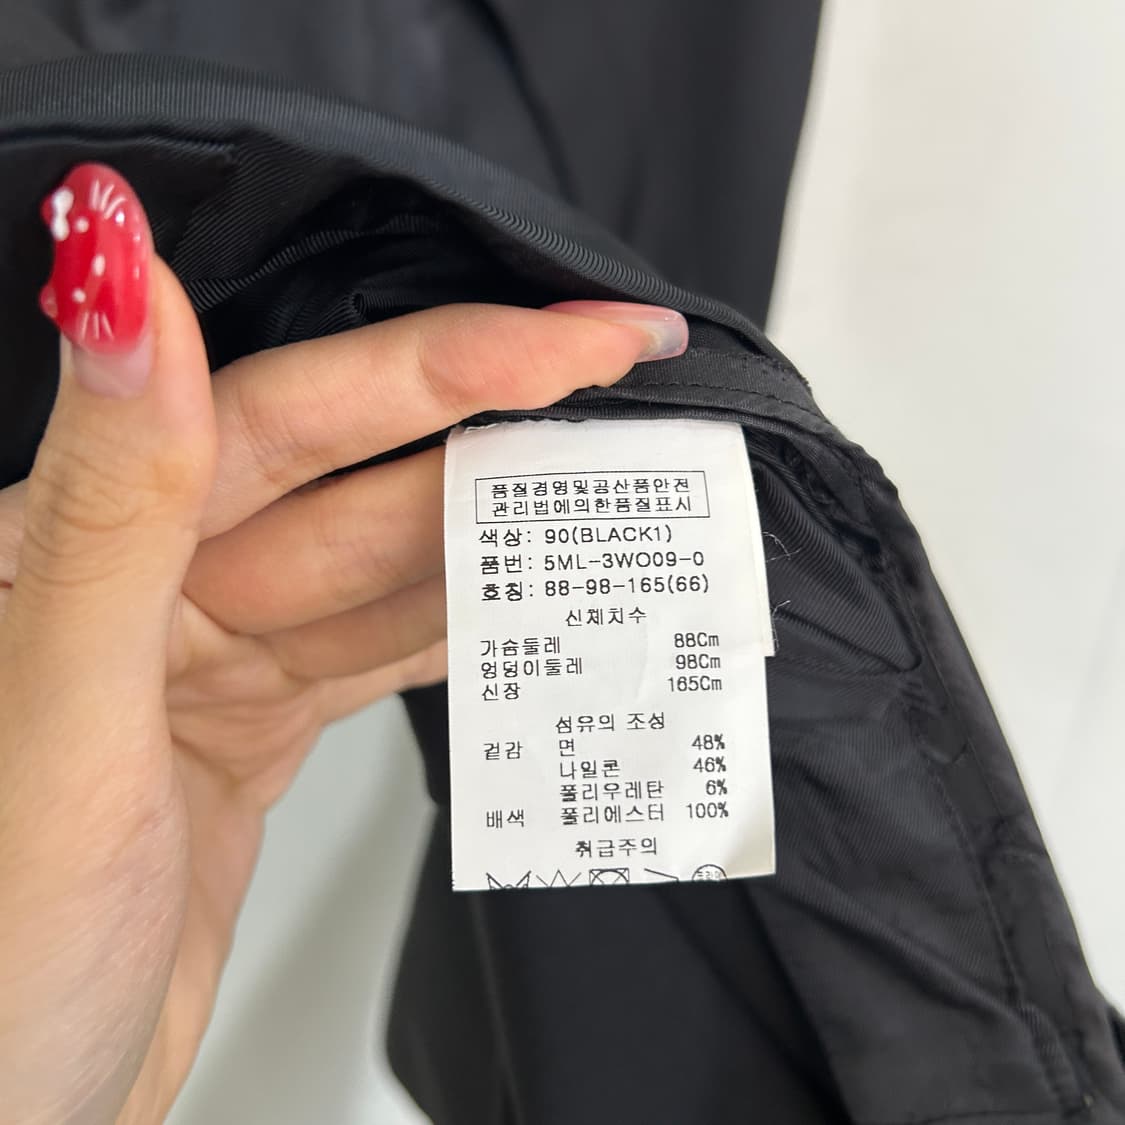 품질경영및공산품안전
관리법에의한품질표시
색상: 90(BLACK1)
품번: 5ML-3WO09-0
호칭: 88-98-165(66)
신체치수
가슴둘레 88Cm
엉덩이둘레 98Cm
신장 165Cm
섬유의 조성
겉감 면 48%
나일론 46%
폴리우레탄 6%
배색 폴리에스터 100%
취급주의